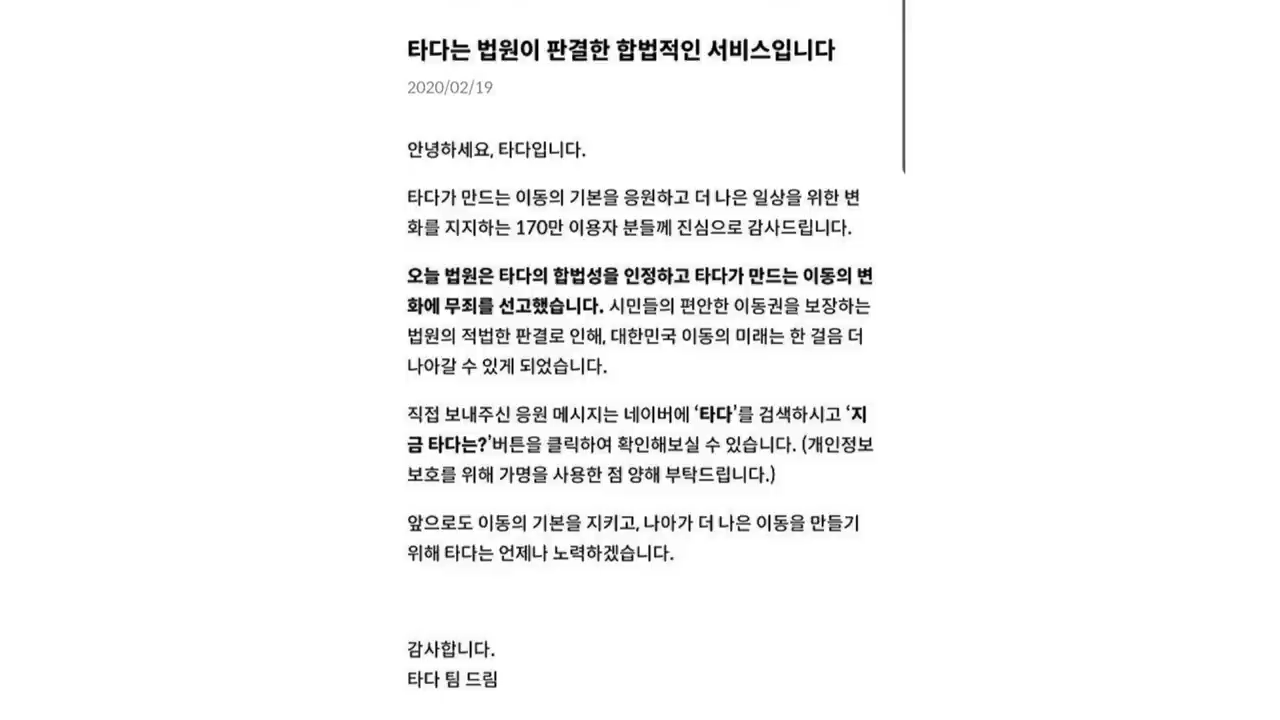 타다는 법원이 판결한 합법적인 서비스입니다
2020/02/19
안녕하세요, 타다입니다.
타다가 만드는 이동의 기본을 응원하고 더 나은 일상을 위한 변
화를 지지하는 170만 이용자 분들께 진심으로 감사드립니다.
오늘 법원은 타다의 합법성을 인정하고 타다가 만드는 이동의 변
화에 무죄를 선고했습니다. 시민들의 편안한 이동권을 보장하는
법원의 적법한 판결로 인해, 대한민국 이동의 미래는 한 걸음 더
나아갈 수 있게 되었습니다.
직접 보내주신 응원 메시지는 네이버에 ‘타다’를 검색하시고 ‘지
금 타다는?’버튼을 클릭하여 확인해보실 수 있습니다. (개인정보
보호를 위해 가명을 사용한 점 양해 부탁드립니다.)
앞으로도 이동의 기본을 지키고, 나아가 더 나은 이동을 만들기
위해 타다는 언제나 노력하겠습니다.
감사합니다.
타다 팀 드림